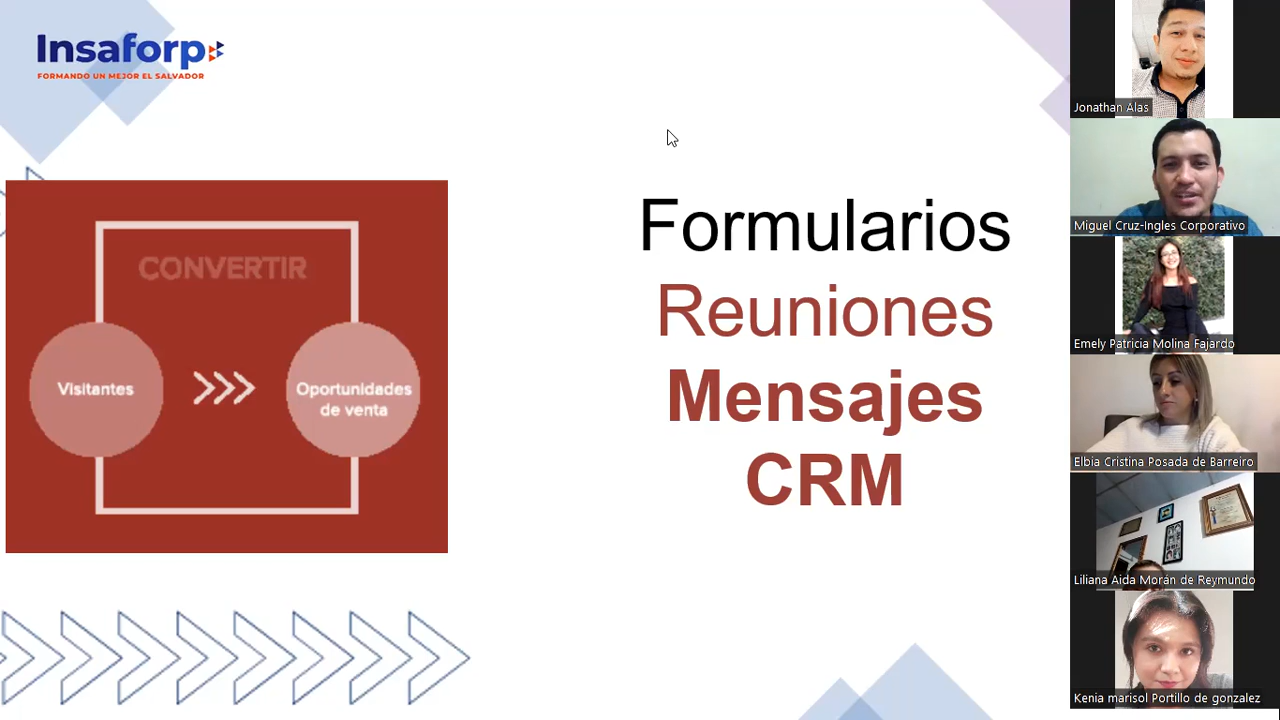 Insaforp
FORMANDO UN MEJOR EL SALVADOR
CONVERTIR
Visitantes
Oportunidades
de venta
Formularios
Reuniones
Mensajes
CRM
Jonathan Alas
Miguel Cruz-Ingles Corporativo
Emely Patricia Molina Fajardo
Elbia Cristina Posada de Barreiro
Liliana Aida Morán de Reymundo
Kenia marisol Portillo de gonzalez